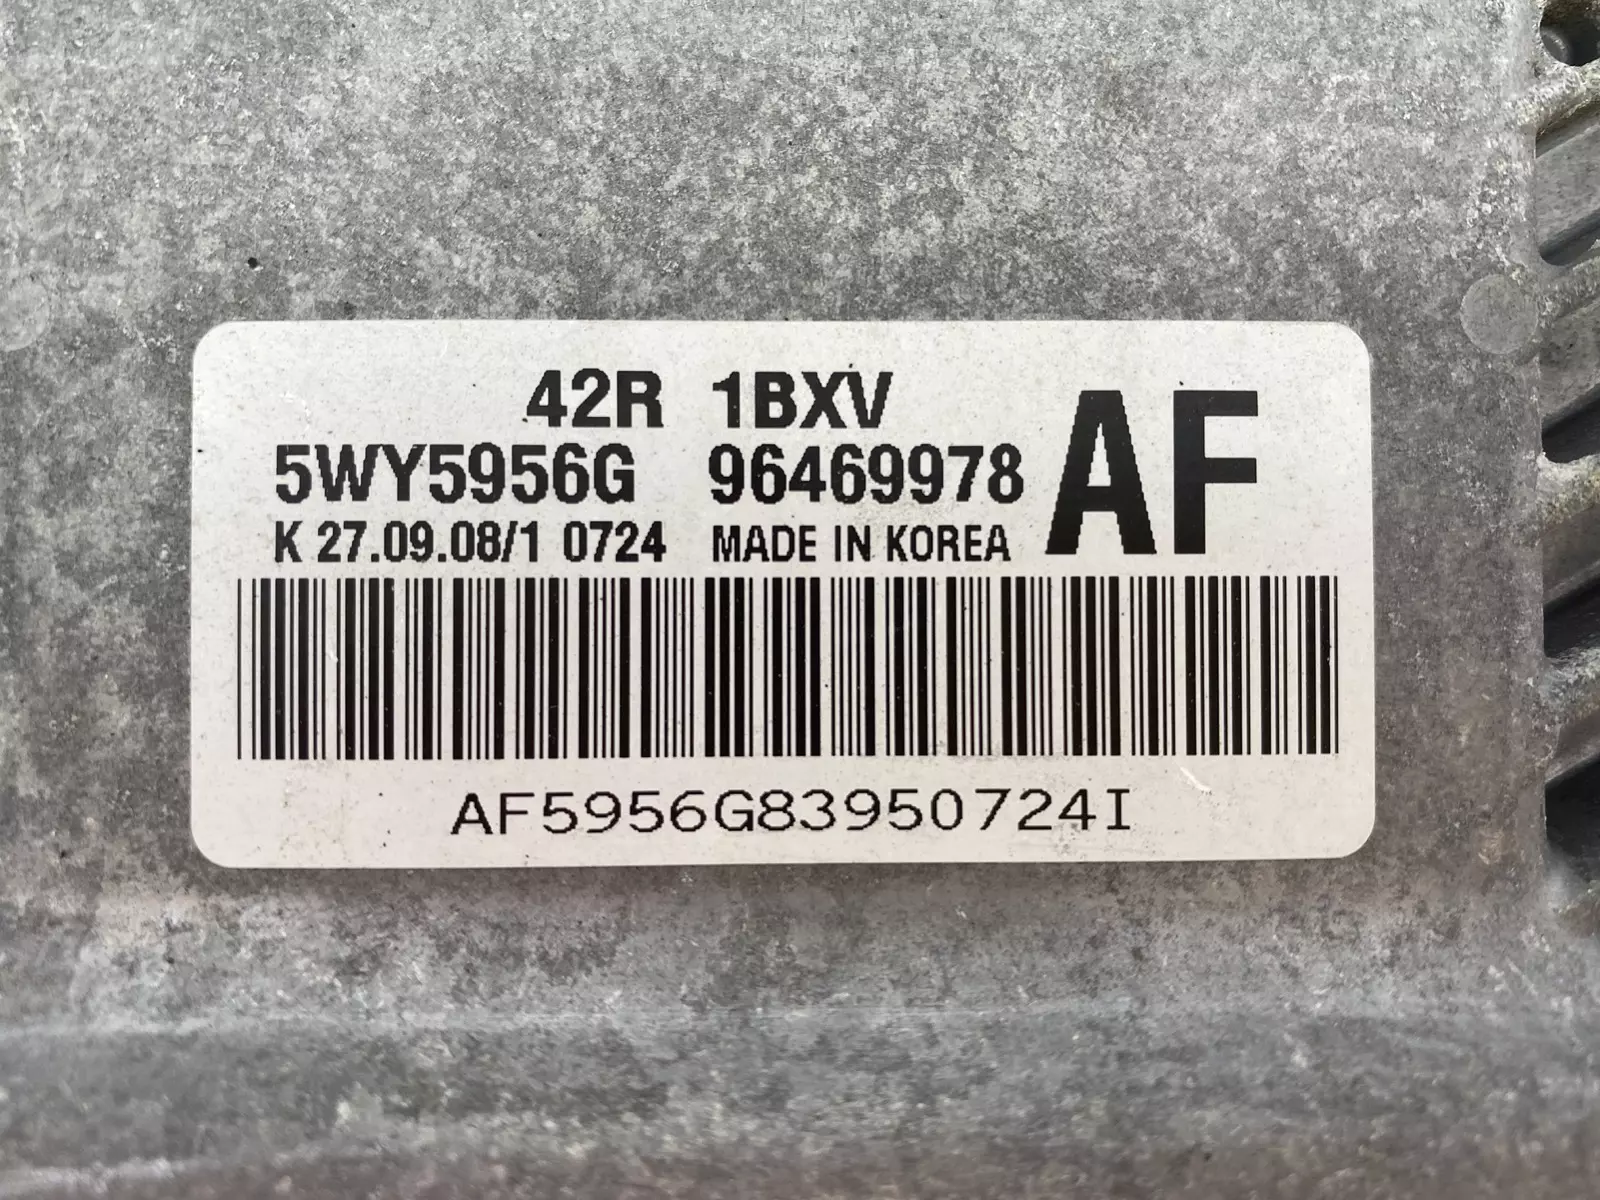 42R 1BXV
5WY5956G 96469978 AF
K 27.09.08/1 0724 MADE IN KOREA
AF5956G83950724I